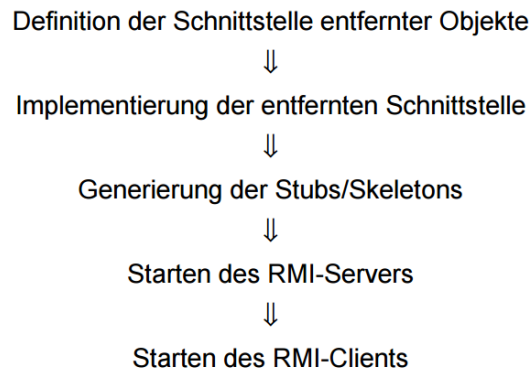 Definition der Schnittstelle entfernter Objekte
⇓
Implementierung der entfernten Schnittstelle
⇓
Generierung der Stubs/Skeletons
⇓
Starten des RMI-Servers
⇓
Starten des RMI-Clients